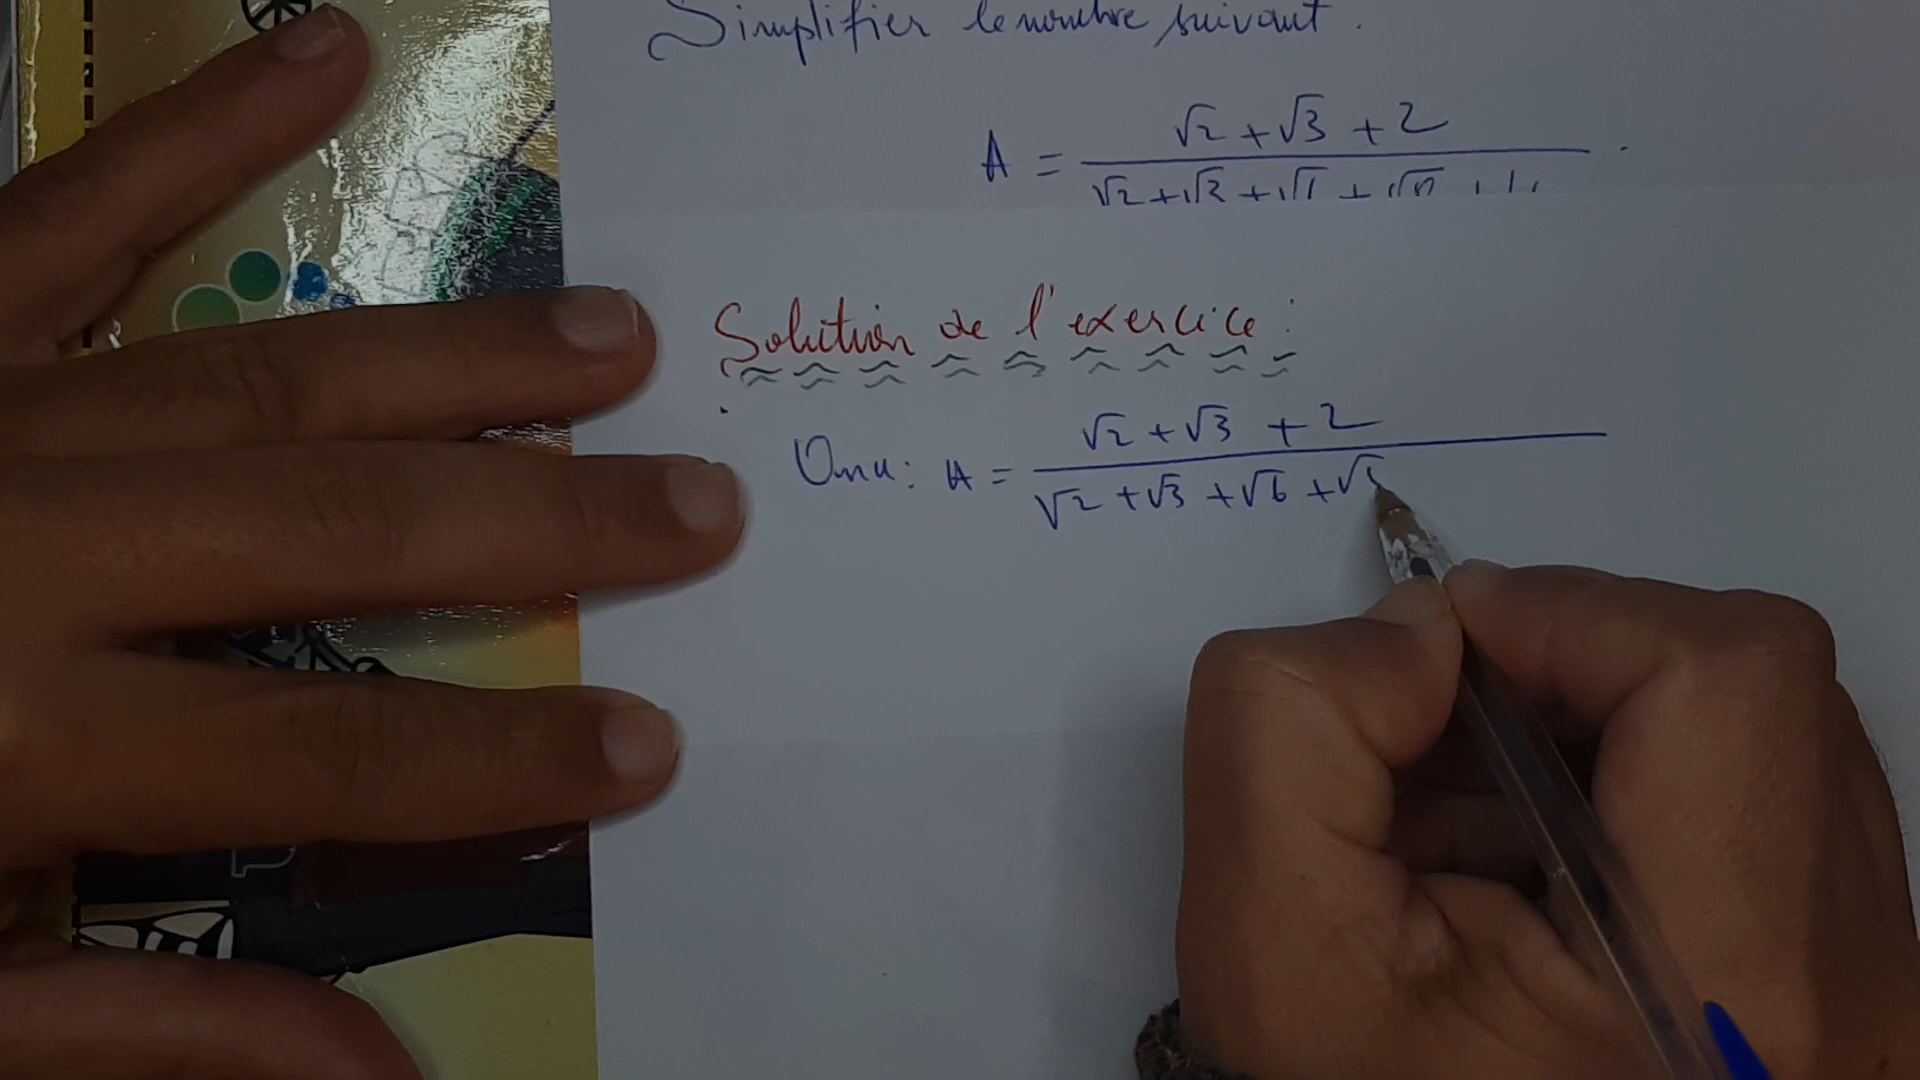 Simplifier le nombre suivant.
A = (√2 + √3 + 2) /
Solution de l'exercice :
On a : A = (√2 + √3 + 2) / (√2 + √3 + √6 + √